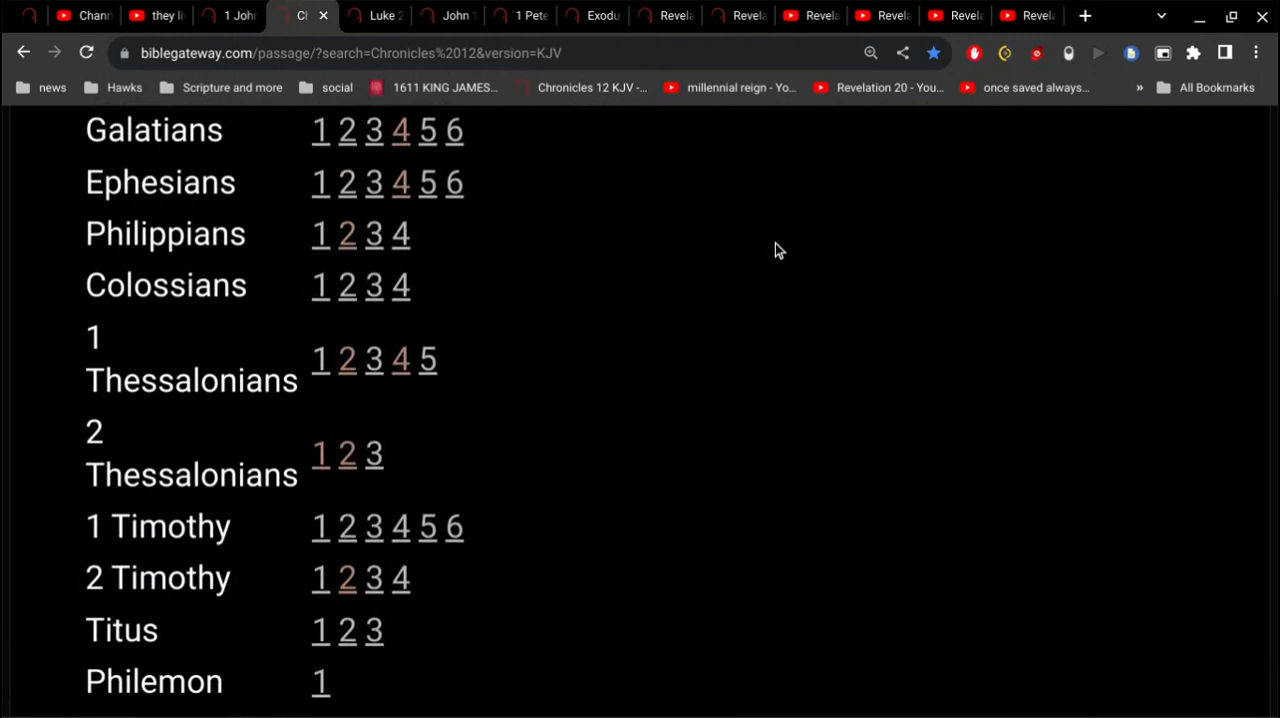 Chann
they li
1 Johr
Cl
Luke 2
John 1
1 Pete
Exodu
Revela
Revela
Revela
Revela
Revela
Revela
biblegateway.com/passage/?search=Chronicles%2012&version=KJV
news
Hawks
Scripture and more
social
1611 KING JAMES...
Chronicles 12 KJV -...
millennial reign - Yo...
Revelation 20 - You...
once saved always...
»
All Bookmarks
Galatians 1 2 3 4 5 6
Ephesians 1 2 3 4 5 6
Philippians 1 2 3 4
Colossians 1 2 3 4
1
Thessalonians 1 2 3 4 5
2
Thessalonians 1 2 3
1 Timothy 1 2 3 4 5 6
2 Timothy 1 2 3 4
Titus 1 2 3
Philemon 1